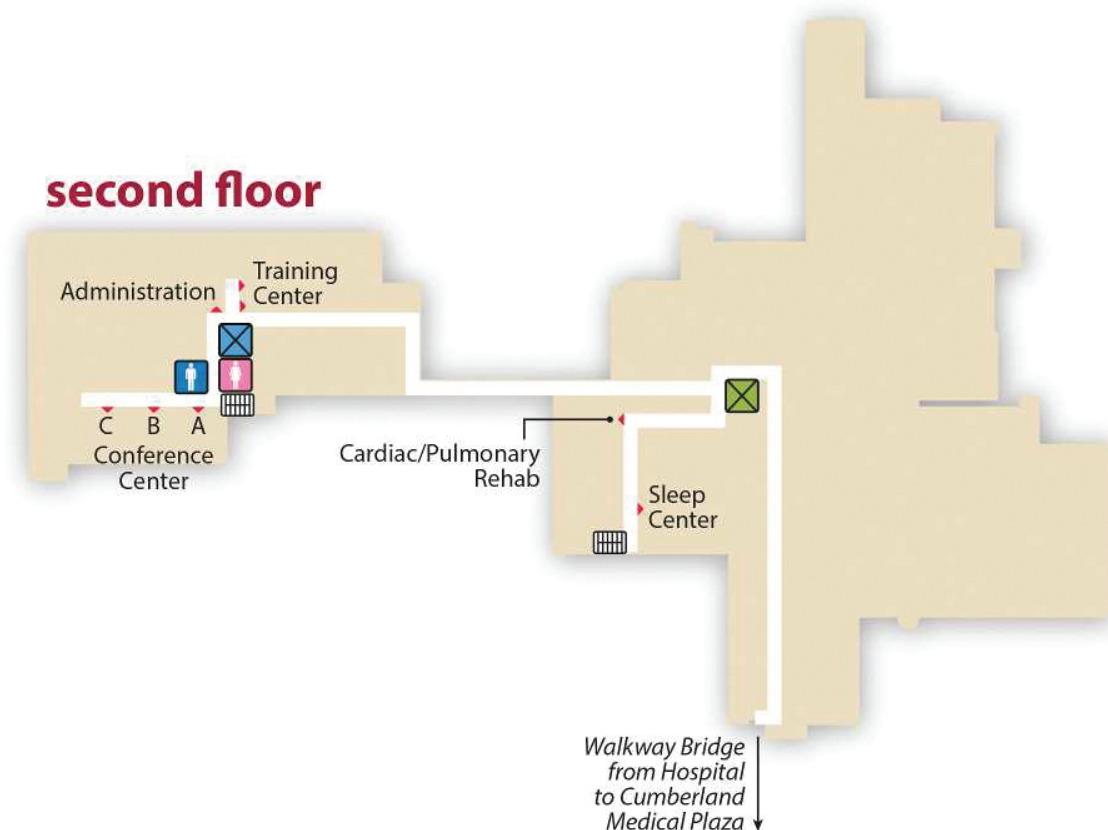 second floor
Training
Center
Administration
C B A
Conference
Center
Cardiac/Pulmonary
Rehab
Sleep
Center
Walkway Bridge
from Hospital
to Cumberland
Medical Plaza